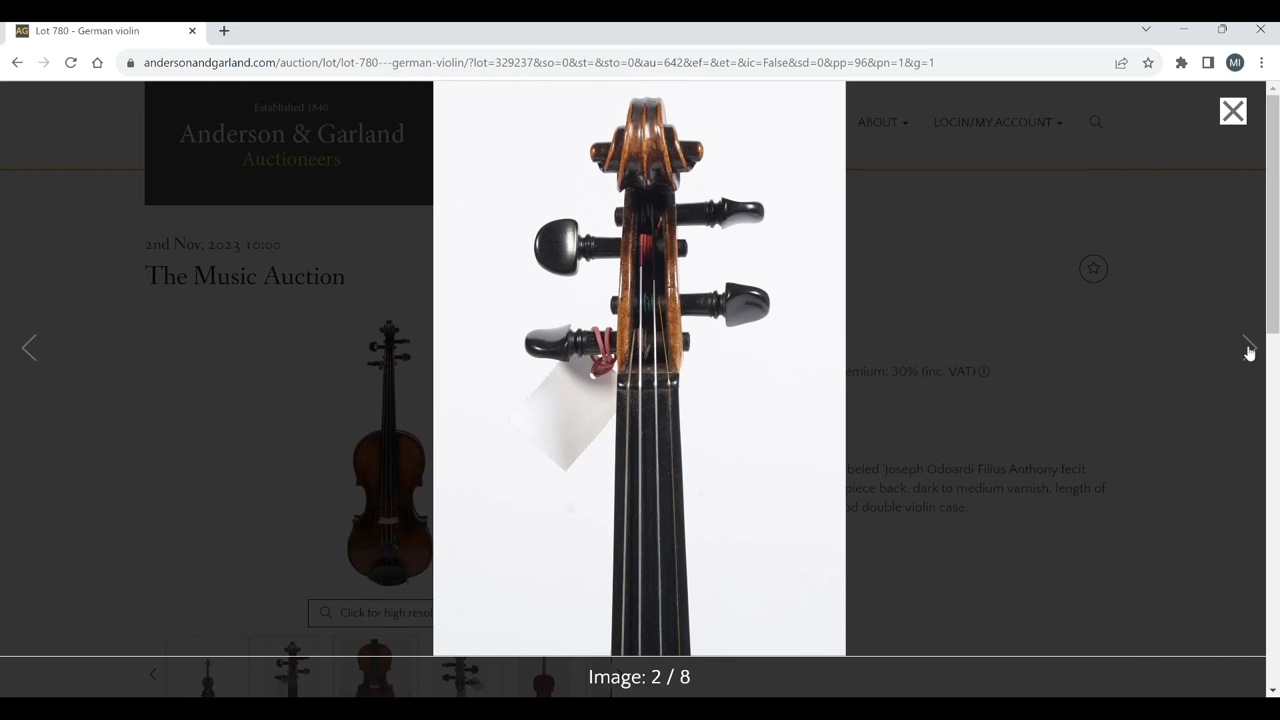 AG Lot 780 - German violin
andersonandgarland.com/auction/lot/lot-780---german-violin/?lot=329237&so=0&st=&sto=0&au=642&ef=&et=&ic=False&sd=0&pp=96&pn=1&g=1
MI
Established 1840
Anderson & Garland
Auctioneers
ABOUT
LOGIN/MY ACCOUNT
2nd Nov, 2023 10:00
The Music Auction
emium: 30% (inc. VAT)
beled 'Joseph Odoardi Filius Anthony fecit
piece back, dark to medium varnish, length of
od double violin case.
Click for high resol
Image: 2 / 8